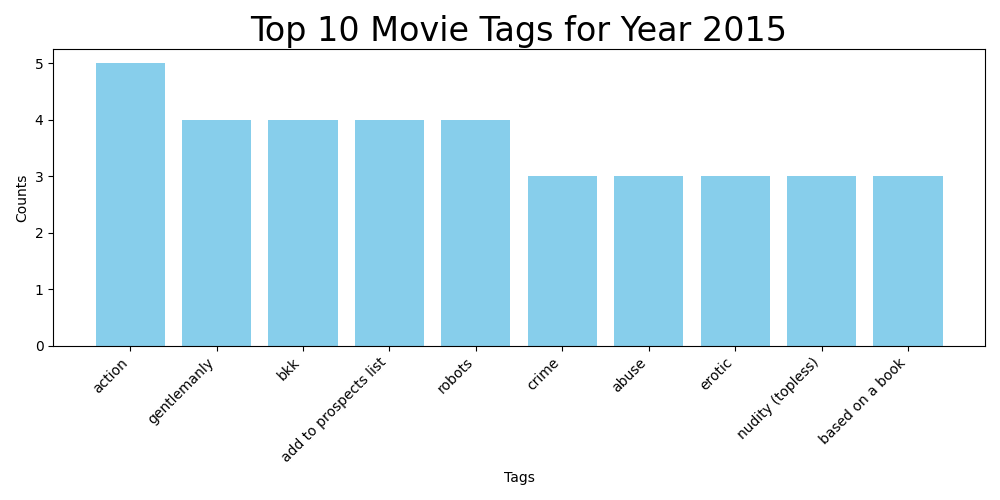 Top 10 Movie Tags for Year 2015
Counts
5
4
3
2
1
0
action
gentlemanly
bkk
add to prospects list
robots
crime
abuse
erotic
nudity (topless)
based on a book
Tags